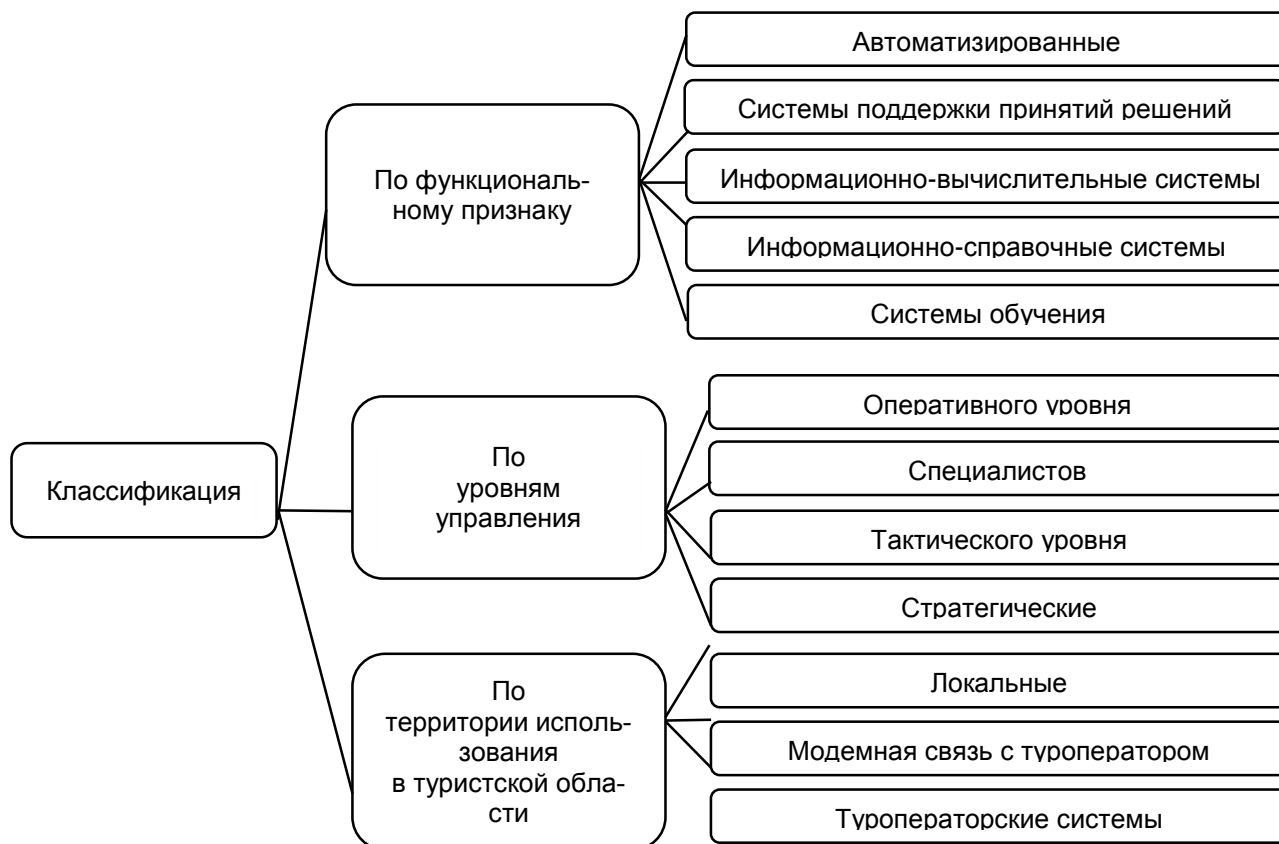 Автоматизированные
Системы поддержки принятий решений
По функциональ-
ному признаку
Информационно-вычислительные системы
Информационно-справочные системы
Системы обучения
Классификация
По
уровням
управления
Оперативного уровня
Специалистов
Тактического уровня
Стратегические
По
территории исполь-
зования
в туристской обла-
сти
Локальные
Модемная связь с туроператором
Туроператорские системы